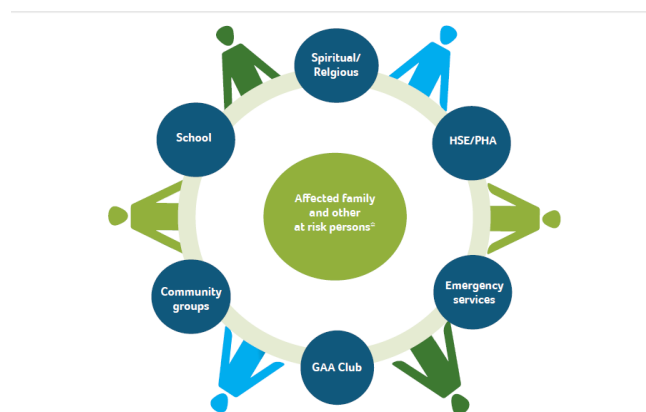 Spiritual/
Relgious
School
HSE/PHA
Affected family
and other
at risk persons±
Community
groups
Emergency
services
GAA Club